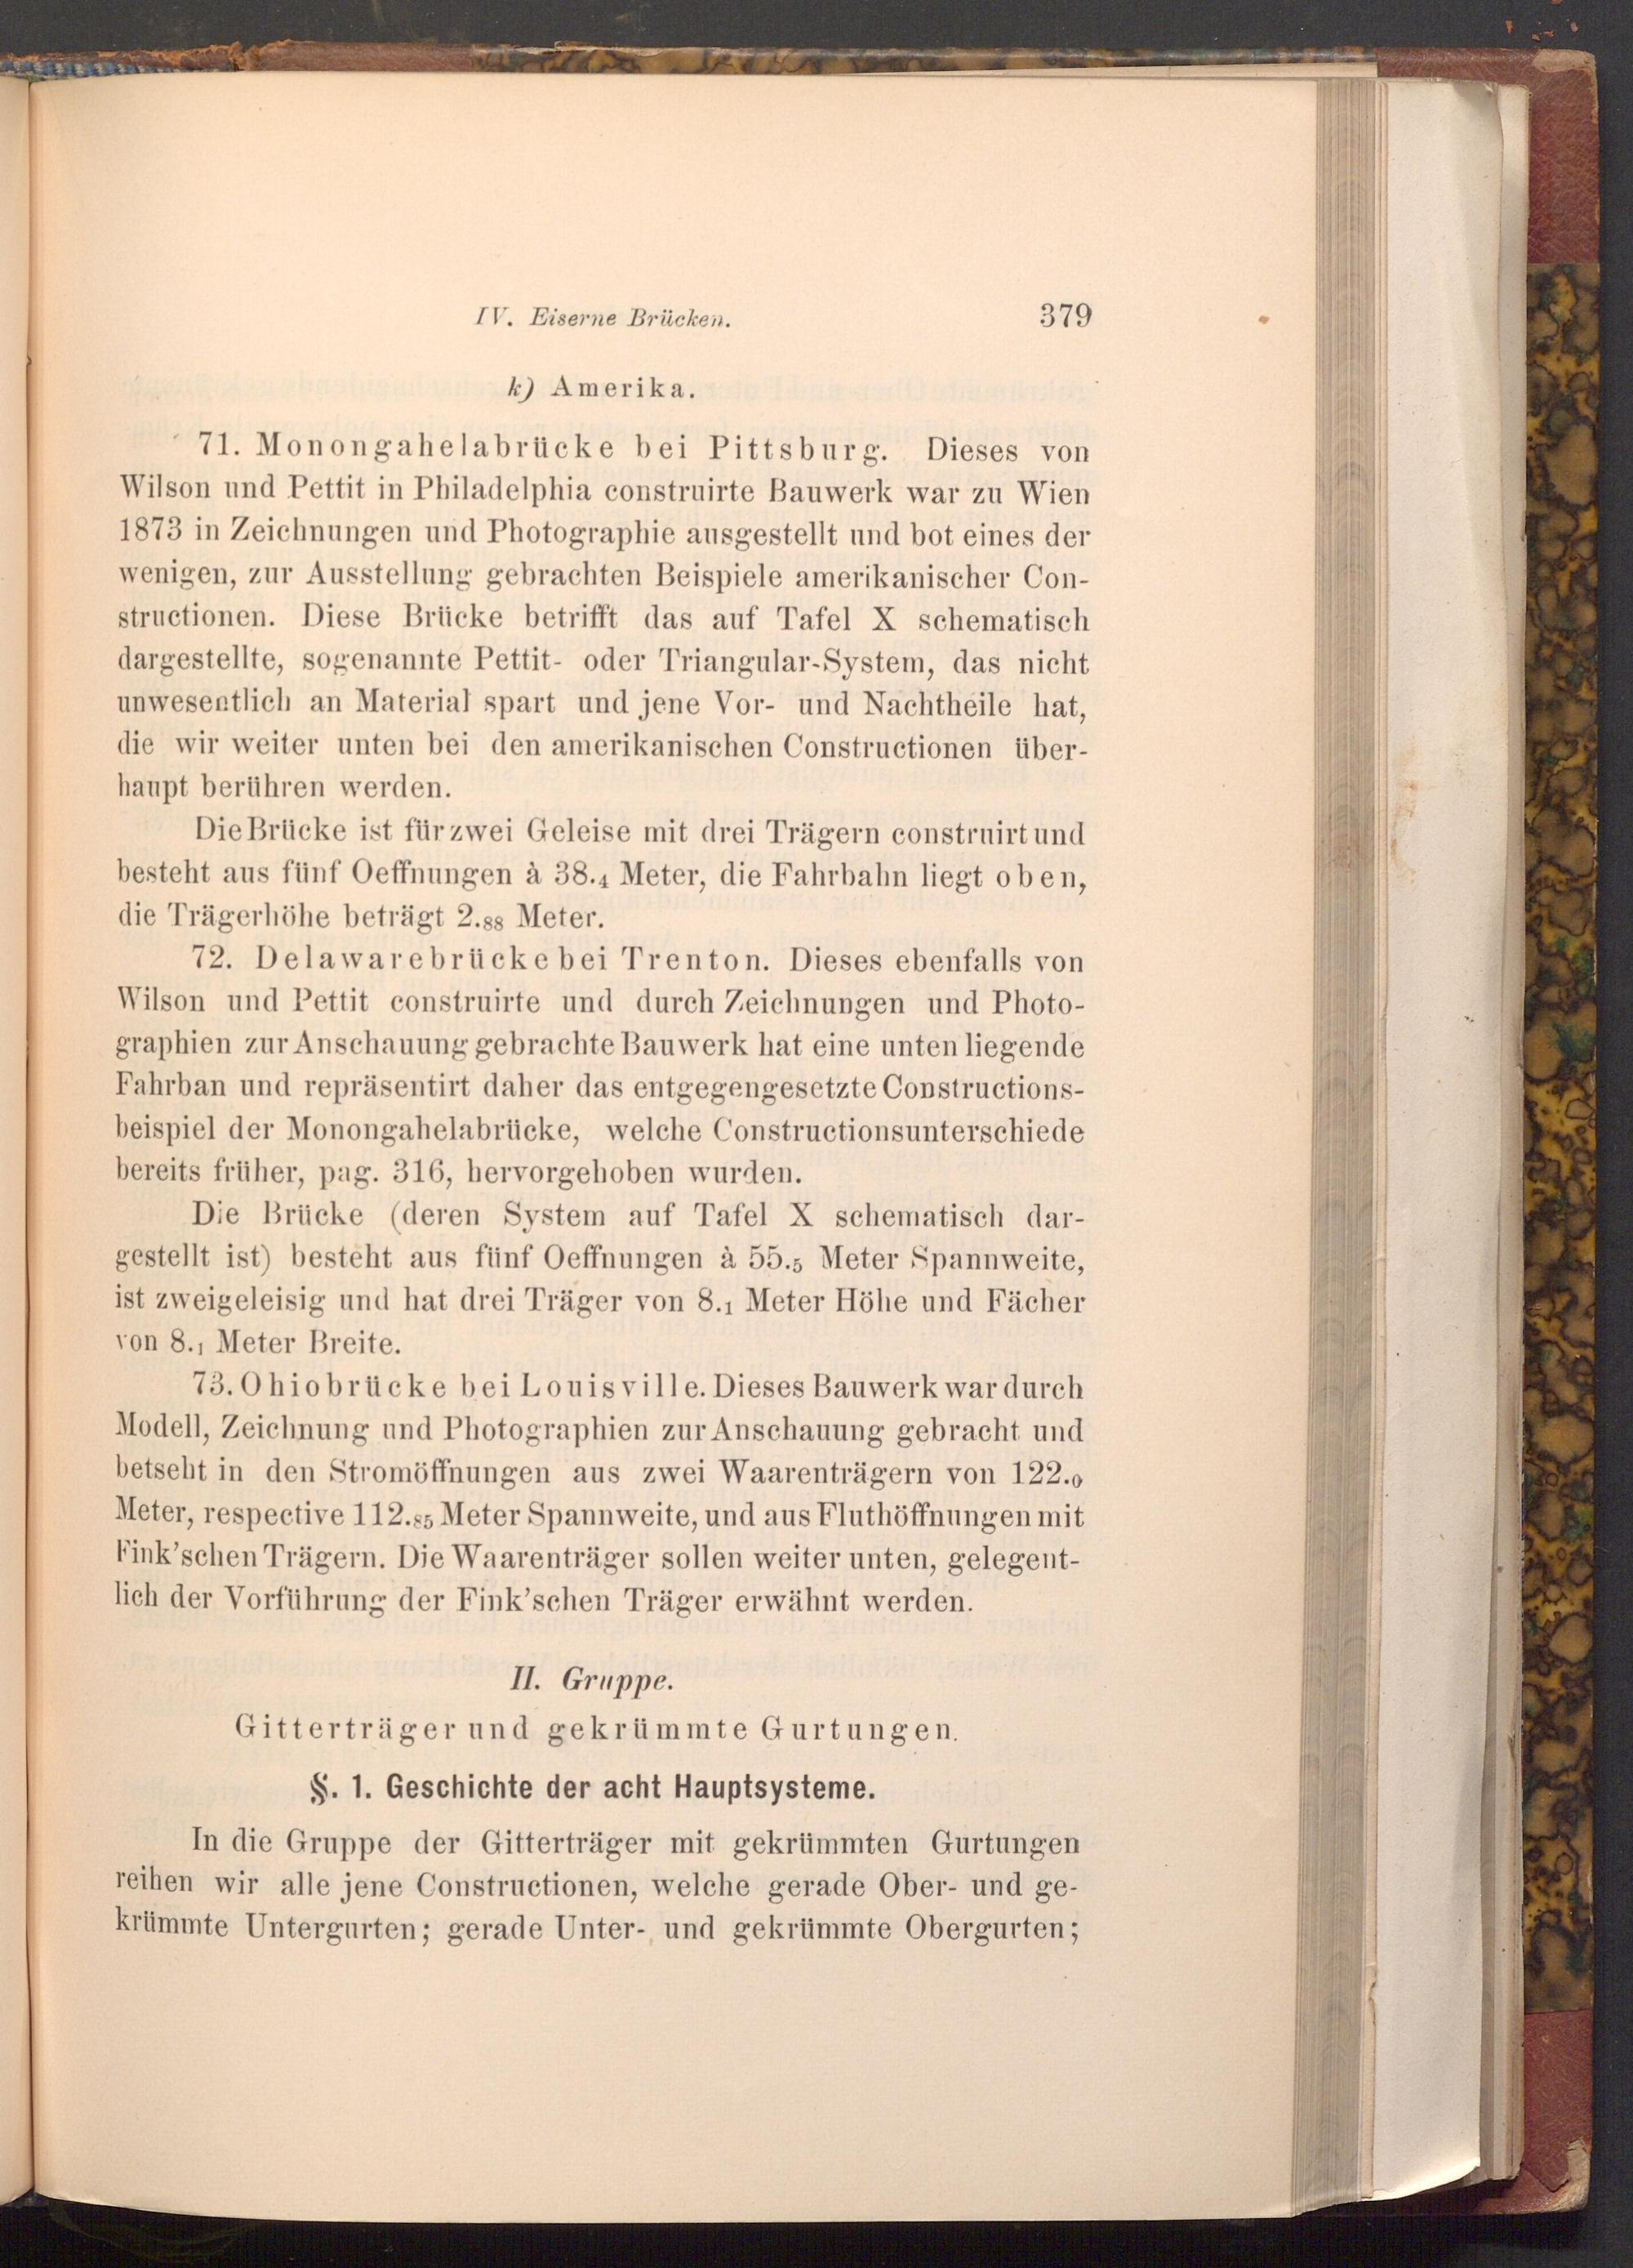 IV. Eiserne Brücken. 379
k) Amerika.
71. Monongahelabrücke bei Pittsburg. Dieses von
Wilson und Pettit in Philadelphia construirte Bauwerk war zu Wien
1873 in Zeichnungen und Photographie ausgestellt und bot eines der
wenigen, zur Ausstellung gebrachten Beispiele amerikanischer Con-
structionen. Diese Brücke betrifft das auf Tafel X schematisch
dargestellte, sogenannte Pettit- oder Triangular-System, das nicht
unwesentlich an Material spart und jene Vor- und Nachtheile hat,
die wir weiter unten bei den amerikanischen Constructionen über-
haupt berühren werden.
Die Brücke ist für zwei Geleise mit drei Trägern construirt und
besteht aus fünf Oeffnungen à 38.4 Meter, die Fahrbahn liegt oben,
die Trägerhöhe beträgt 2.88 Meter.
72. Delawarebrücke bei Trenton. Dieses ebenfalls von
Wilson und Pettit construirte und durch Zeichnungen und Photo-
graphien zur Anschauung gebrachte Bauwerk hat eine unten liegende
Fahrban und repräsentirt daher das entgegengesetzte Constructions-
beispiel der Monongahelabrücke, welche Constructionsunterschiede
bereits früher, pag. 316, hervorgehoben wurden.
Die Brücke (deren System auf Tafel X schematisch dar-
gestellt ist) besteht aus fünf Oeffnungen à 55.5 Meter Spannweite,
ist zweigeleisig und hat drei Träger von 8.1 Meter Höhe und Fächer
von 8.1 Meter Breite.
73. Ohiobrücke bei Louisville. Dieses Bauwerk war durch
Modell, Zeichnung und Photographien zur Anschauung gebracht und
betseht in den Stromöffnungen aus zwei Waarenträgern von 122.0
Meter, respective 112.85 Meter Spannweite, und aus Fluthöffnungen mit
Fink'schen Trägern. Die Waarenträger sollen weiter unten, gelegent-
lich der Vorführung der Fink'schen Träger erwähnt werden.
II. Gruppe.
Gitterträger und gekrümmte Gurtungen.
§. 1. Geschichte der acht Hauptsysteme.
In die Gruppe der Gitterträger mit gekrümmten Gurtungen
reihen wir alle jene Constructionen, welche gerade Ober- und ge-
krümmte Untergurten; gerade Unter- und gekrümmte Obergurten;